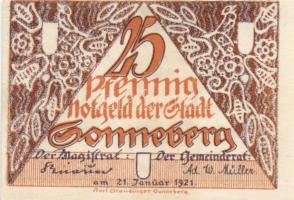 25
Pfennig
Notgeld der Stadt
Sonneberg
Der Magistrat: Der Gemeinderat:
Ad. W. Müller
am 21. Januar 1921.